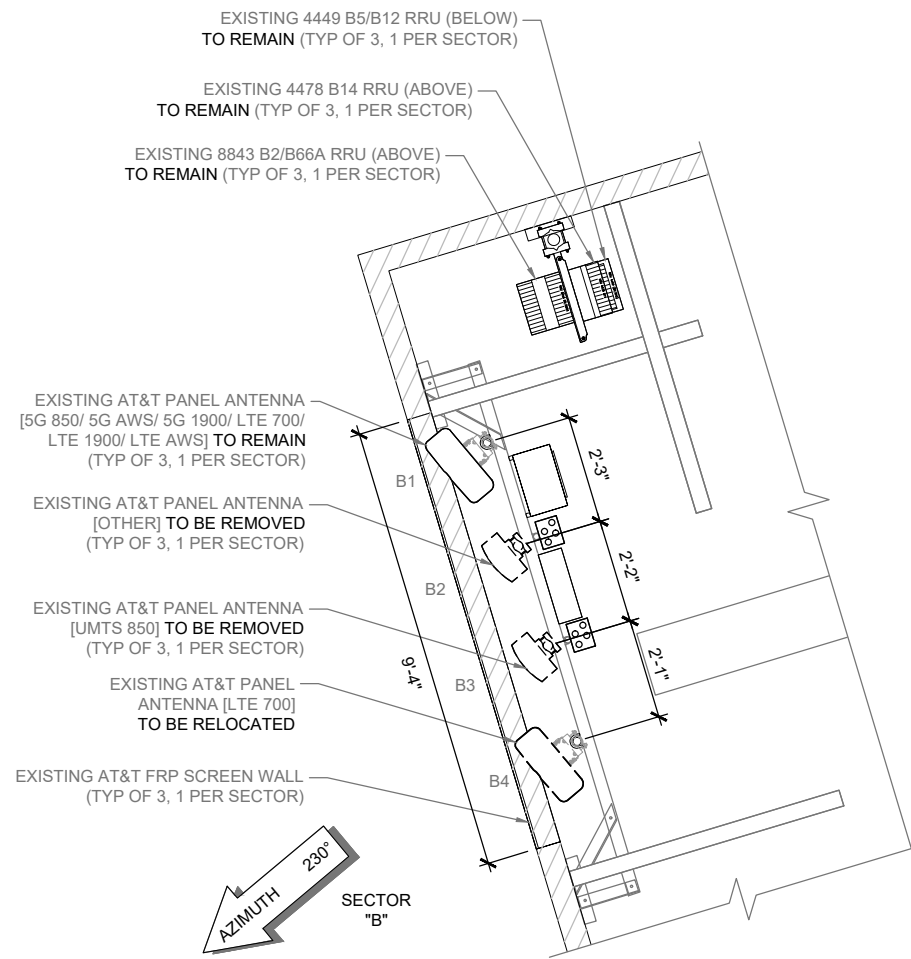 EXISTING 4449 B5/B12 RRU (BELOW)
TO REMAIN (TYP OF 3, 1 PER SECTOR)
EXISTING 4478 B14 RRU (ABOVE)
TO REMAIN (TYP OF 3, 1 PER SECTOR)
EXISTING 8843 B2/B66A RRU (ABOVE)
TO REMAIN (TYP OF 3, 1 PER SECTOR)
EXISTING AT&T PANEL ANTENNA
[5G 850/ 5G AWS/ 5G 1900/ LTE 700/
LTE 1900/ LTE AWS] TO REMAIN
(TYP OF 3, 1 PER SECTOR)
B1
2'-3"
EXISTING AT&T PANEL ANTENNA
[OTHER] TO BE REMOVED
(TYP OF 3, 1 PER SECTOR)
B2
2'-2"
EXISTING AT&T PANEL ANTENNA
[UMTS 850] TO BE REMOVED
(TYP OF 3, 1 PER SECTOR)
9'-4"
B3
2'-1"
EXISTING AT&T PANEL
ANTENNA [LTE 700]
TO BE RELOCATED
B4
EXISTING AT&T FRP SCREEN WALL
(TYP OF 3, 1 PER SECTOR)
AZIMUTH 230°
SECTOR
"B"